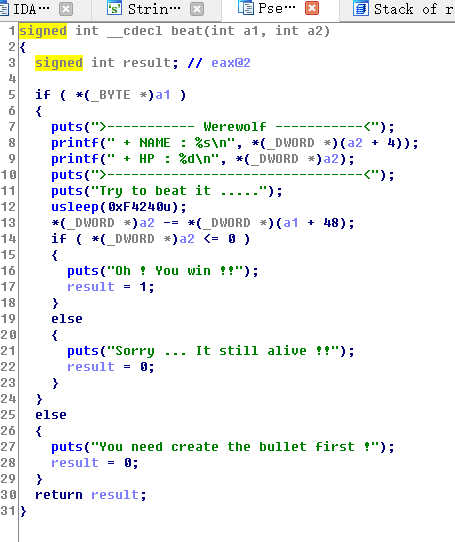 IDA···
Strin···
Pse···
Stack of r
1 signed int __cdecl beat(int a1, int a2)
2 {
3 signed int result; // eax@2
4
5 if ( *(_BYTE *)a1 )
6 {
7 puts(">----------- Werewolf -----------<");
8 printf(" + NAME : %s\n", *(_DWORD *)(a2 + 4));
9 printf(" + HP : %d\n", *(_DWORD *)a2);
10 puts(">--------------------------------<");
11 puts("Try to beat it .....");
12 usleep(0xF4240u);
13 *(_DWORD *)a2 -= *(_DWORD *)(a1 + 48);
14 if ( *(_DWORD *)a2 <= 0 )
15 {
16 puts("Oh ! You win !!");
17 result = 1;
18 }
19 else
20 {
21 puts("Sorry ... It still alive !!");
22 result = 0;
23 }
24 }
25 else
26 {
27 puts("You need create the bullet first !");
28 result = 0;
29 }
30 return result;
31 }